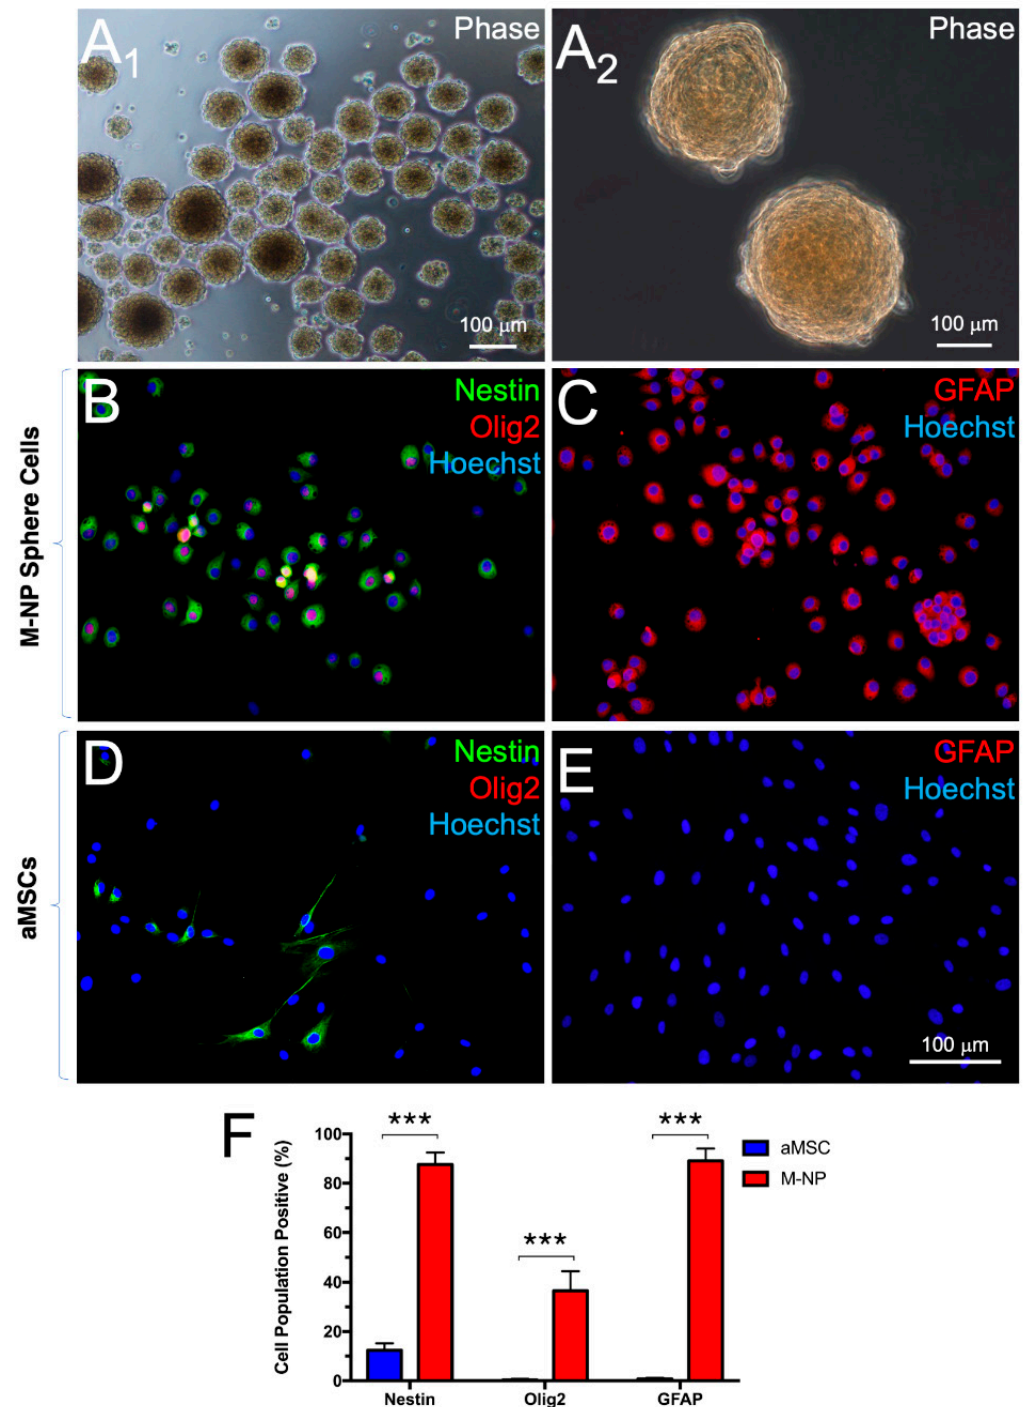 A1
Phase
A2
Phase
100 µm
100 µm
M-NP Sphere Cells
B
Nestin
Olig2
Hoechst
C
GFAP
Hoechst
aMSCs
D
Nestin
Olig2
Hoechst
E
GFAP
Hoechst
100 µm
F
Cell Population Positive (%)
100
80
60
40
20
0
***
***
***
aMSC
M-NP
Nestin
Olig2
GFAP